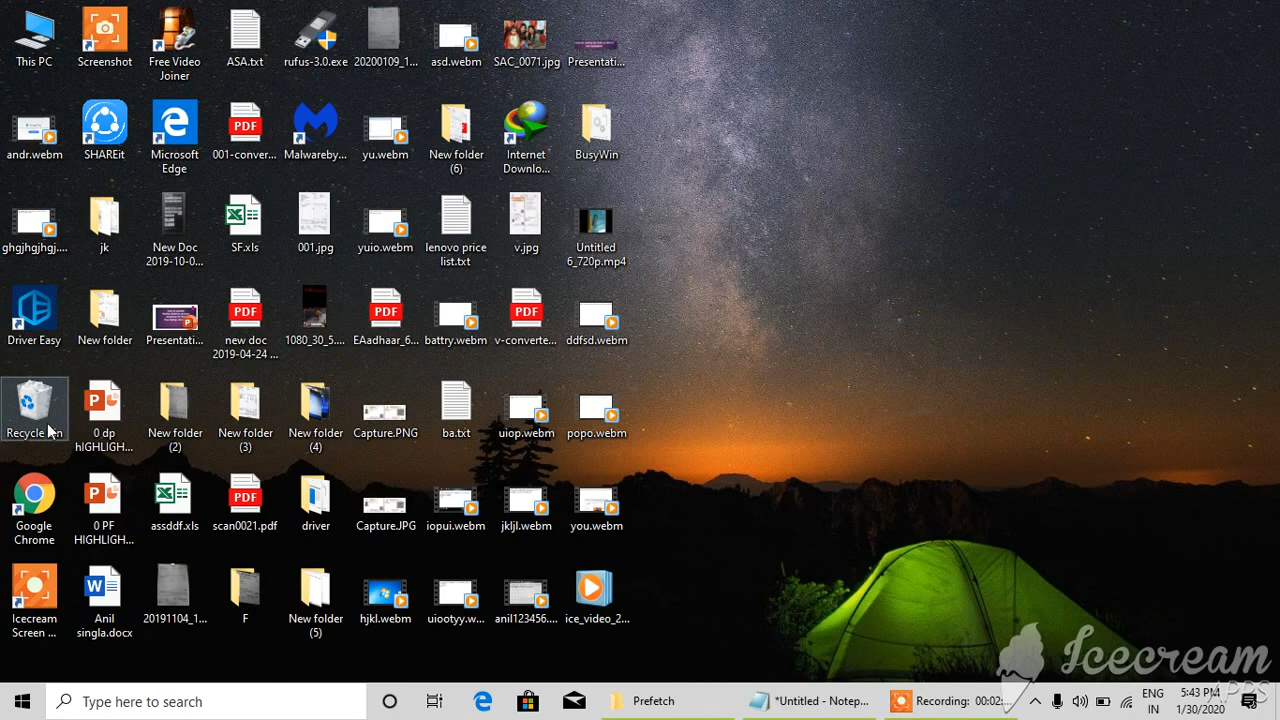 This PC
Screenshot
Free Video
Joiner
ASA.txt
rufus-3.0.exe
20200109_1...
asd.webm
SAC_0071.jpg
Presentati...
andr.webm
SHAREit
Microsoft
Edge
PDF
001-conver...
Malwareby...
yu.webm
New folder
(6)
Internet
Downlo...
BusyWin
ghgjhgjhgj....
jk
New Doc
2019-10-0...
SF.xls
001.jpg
yuio.webm
lenovo price
list.txt
v.jpg
Untitled
6_720p.mp4
Driver Easy
New folder
Presentati...
PDF
new doc
2019-04-24 ...
1080_30_5....
PDF
EAadhaar_6...
battry.webm
PDF
v-converte...
ddfsd.webm
Recycle
0 dp
hIGHLIGH...
New folder
(2)
New folder
(3)
New folder
(4)
Capture.PNG
ba.txt
uiop.webm
popo.webm
Google
Chrome
0 PF
HIGHLIGH...
assddf.xls
PDF
scan0021.pdf
driver
Capture.JPG
iopui.webm
jkljl.webm
you.webm
Icecream
Screen ...
Anil
singla.docx
20191104_1...
F
New folder
(5)
hjkl.webm
uiootyy.w...
anil123456....
ice_video_2...
Icecream
Type here to search
Prefetch
*Untitled - Notep...
Recording: 00:02:...
ENG
IN
:43 PM
1/30/2020